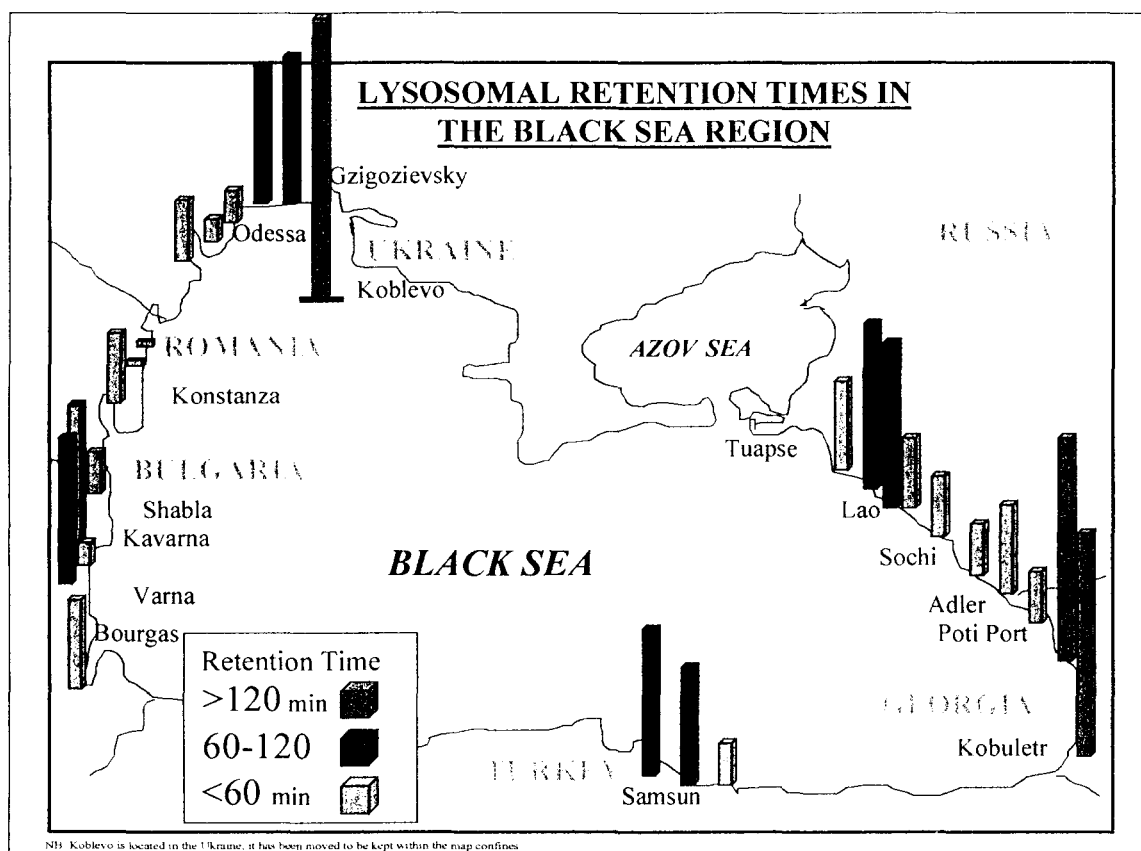 LYSOSOMAL RETENTION TIMES IN
THE BLACK SEA REGION
Gzigozievsky
Odessa
UKRAINE
RUSSIA
Koblevo
ROMANIA
AZOV SEA
Konstanza
Tuapse
BULGARIA
Shabla
Lao
Kavarna
Sochi
BLACK SEA
Varna
Adler
Bourgas
Poti Port
Retention Time
>120 min
60-120
<60 min
GEORGIA
Kobuletr
TURKEY
Samsun
NB Koblevo is located in the Ukraine, it has been moved to be kept within the map confines